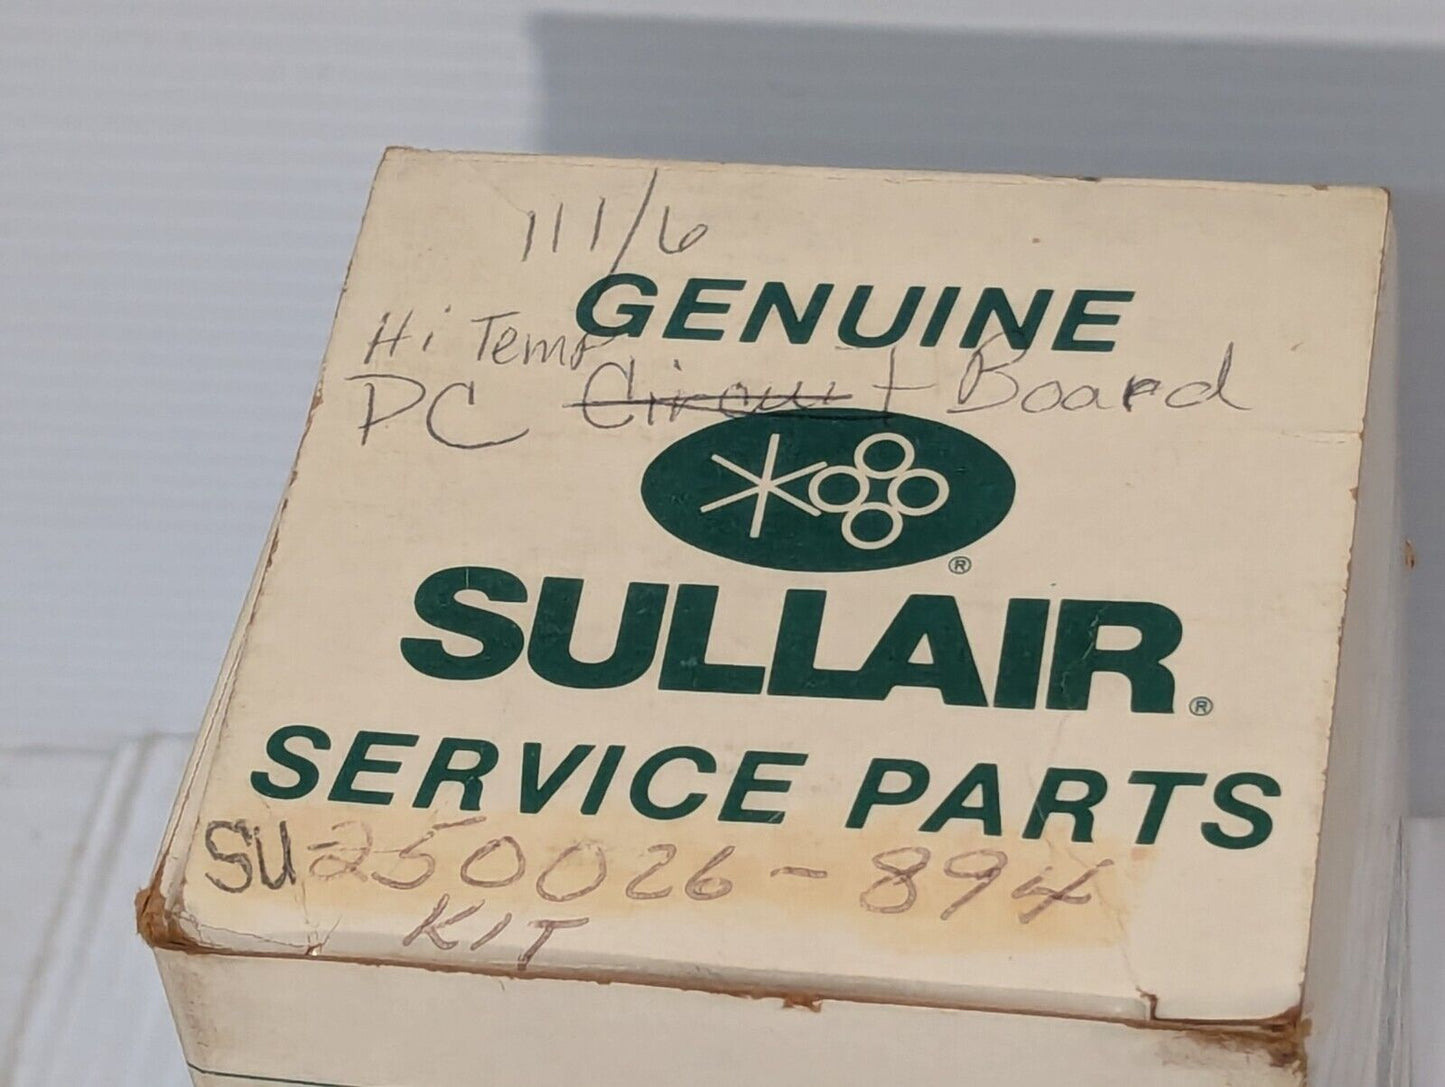 111/6
GENUINE
Hi Temp
PC Circuit Board
®
SULLAIR®
SERVICE PARTS
SU-250026-894
KIT